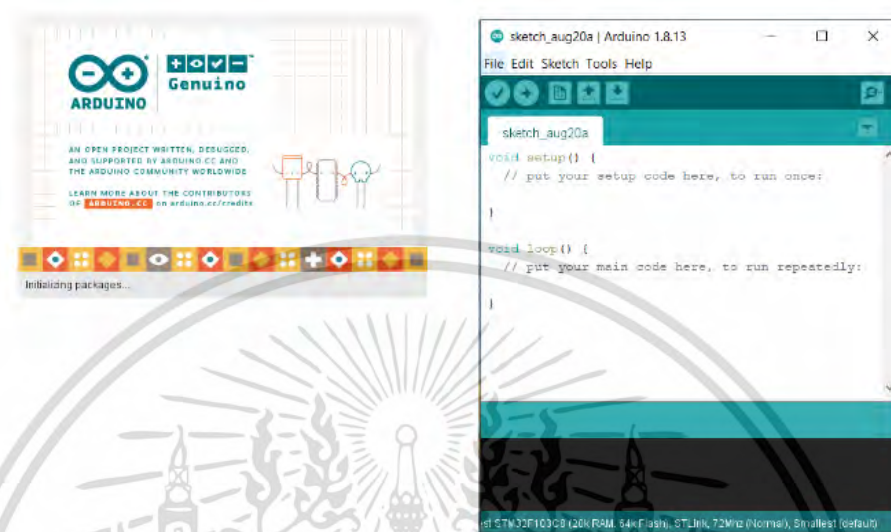 ARDUINO
Genuino
AN OPEN PROJECT WRITTEN, DEBUGGED,
AND SUPPORTED BY ARDUINO.CC AND
THE ARDUINO COMMUNITY WORLDWIDE
LEARN MORE ABOUT THE CONTRIBUTORS
OF ARDUINO.CC on arduino.cc/credits
Initializing packages...
sketch_aug20a | Arduino 1.8.13
File Edit Sketch Tools Help
sketch_aug20a
void setup() {
// put your setup code here, to run once:
}
void loop() {
// put your main code here, to run repeatedly:
}
STM32F103C8 (20k RAM, 64k Flash), STLink, 72Mhz (Normal), Smallest (default)